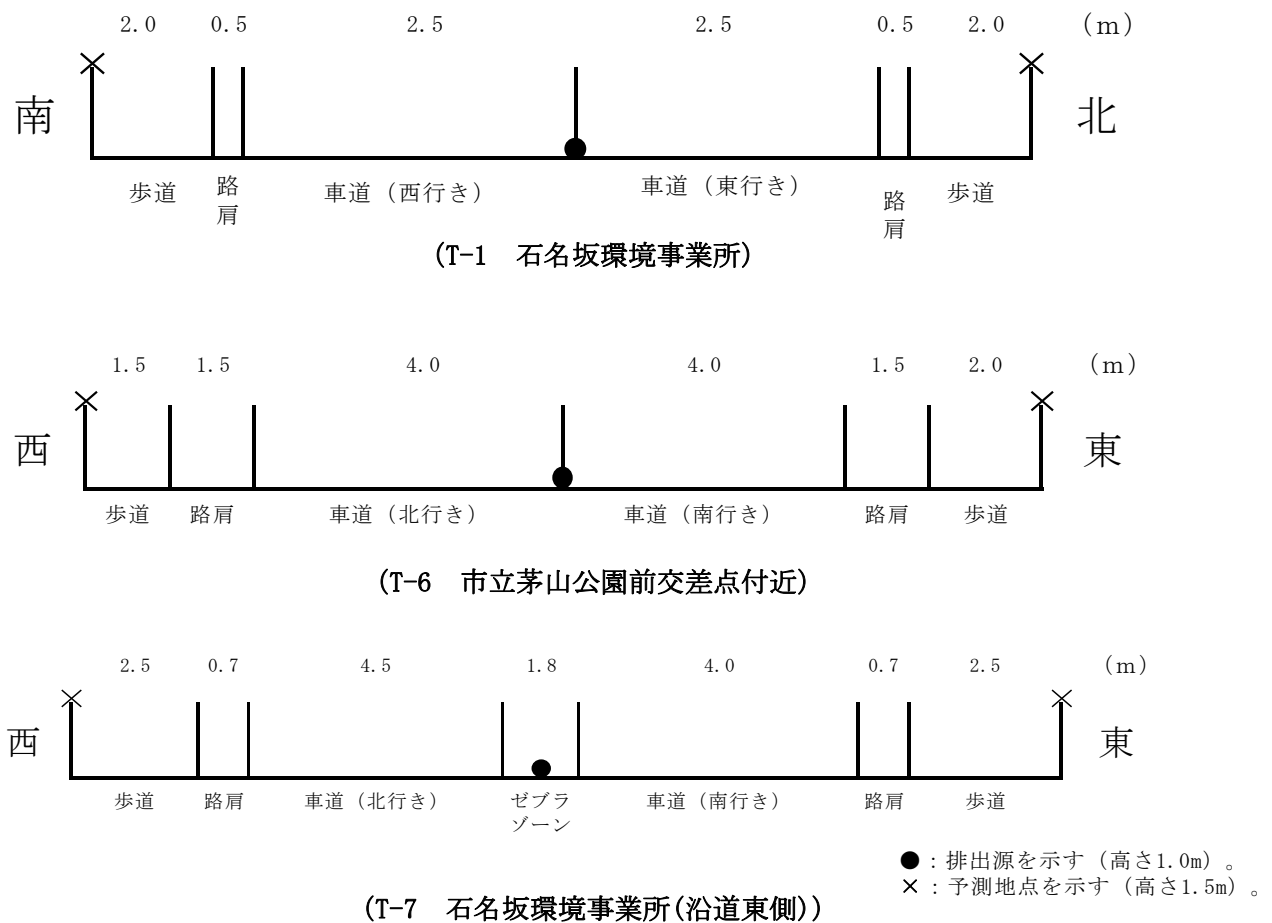 2.0 0.5 2.5 2.5 0.5 2.0 （m）
南 北
歩道 路肩 車道（西行き） 車道（東行き） 路肩 歩道
(T-1 石名坂環境事業所)
1.5 1.5 4.0 4.0 1.5 2.0 （m）
西 東
歩道 路肩 車道（北行き） 車道（南行き） 路肩 歩道
(T-6 市立茅山公園前交差点付近)
2.5 0.7 4.5 1.8 4.0 0.7 2.5 （m）
西 東
歩道 路肩 車道（北行き） ゼブラ 車道（南行き） 路肩 歩道
ゾーン
●：排出源を示す（高さ1.0m）。
×：予測地点を示す（高さ1.5m）。
(T-7 石名坂環境事業所(沿道東側))